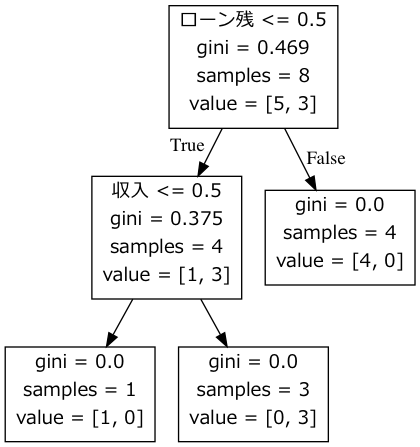 ローン残 <= 0.5
gini = 0.469
samples = 8
value = [5, 3]
True
False
収入 <= 0.5
gini = 0.375
samples = 4
value = [1, 3]
gini = 0.0
samples = 4
value = [4, 0]
gini = 0.0
samples = 1
value = [1, 0]
gini = 0.0
samples = 3
value = [0, 3]